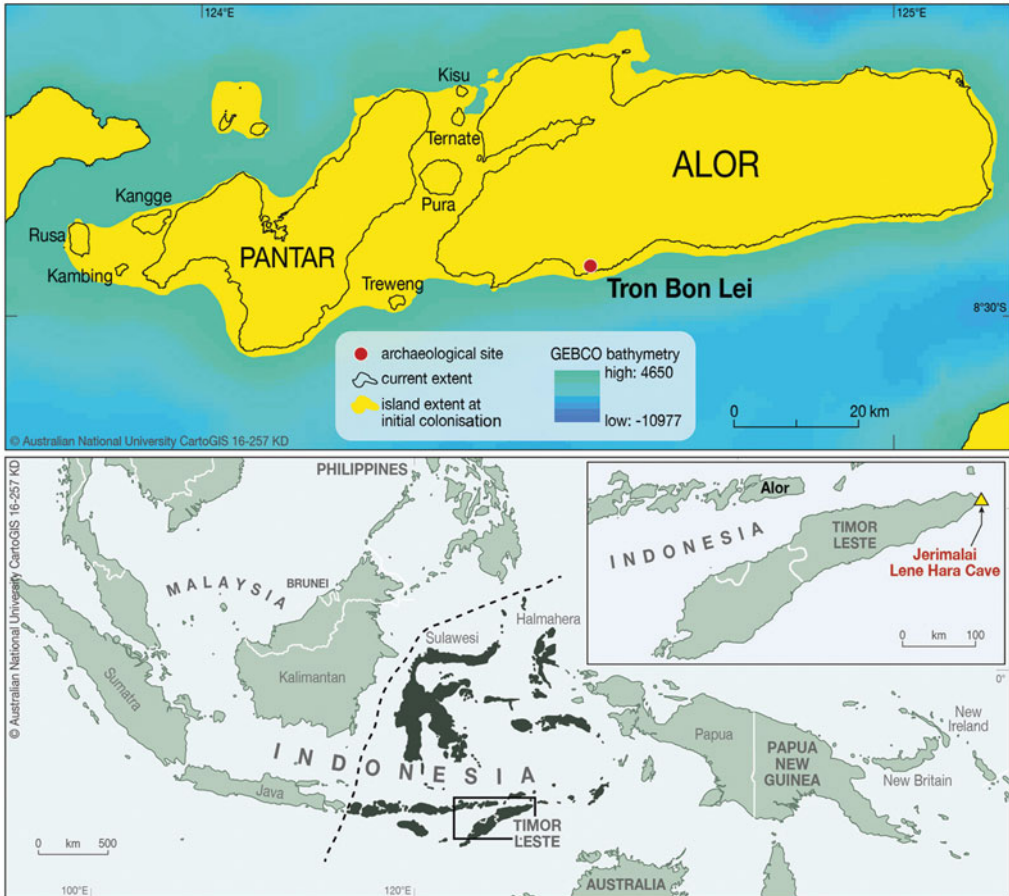 124°E
125°E
Kisu
Ternate
ALOR
Kangge
Pura
Rusa
PANTAR
Kambing
Treweng
Tron Bon Lei
8°30'S
archaeological site
current extent
island extent at
initial colonisation
GEBCO bathymetry
high: 4650
low: -10977
0 20 km
© Australian National University CartoGIS 16-257 KD
© Australian National University CartoGIS 16-257 KD
PHILIPPINES
MALAYSIA
BRUNEI
Halmahera
Sulawesi
Kalimantan
Sumatra
INDONESIA
Java
TIMOR
LESTE
Papua
PAPUA
NEW
GUINEA
New
Ireland
New Britain
AUSTRALIA
0°
0 km 500
100°E
120°E
Alor
INDONESIA
TIMOR
LESTE
Jerimalai
Lene Hara Cave
0 km 100